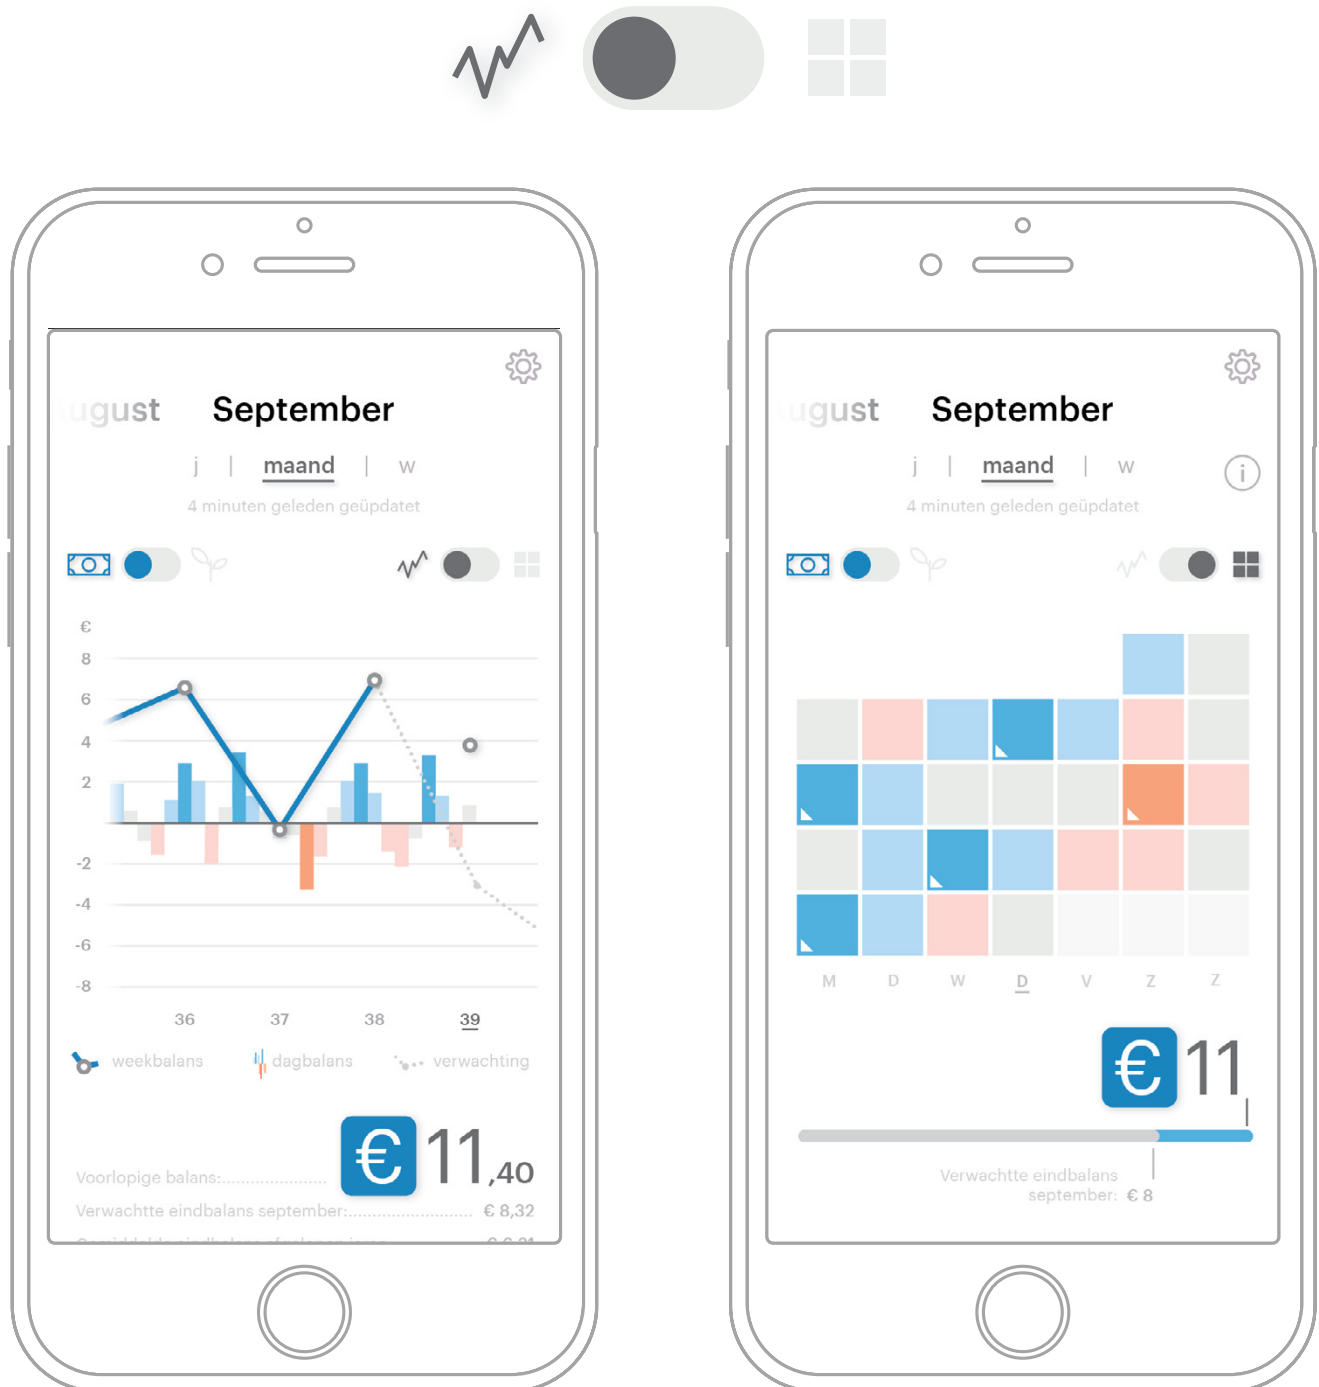 ugust September
j | maand | w
4 minuten geleden geüpdatet
€
8
6
4
2
-2
-4
-6
-8
36 37 38 39
weekbalans dagbalans verwachting
€ 11,40
Voorlopige balans:
Verwachtte eindbalans september: € 8,32
ugust September
j | maand | w
i
4 minuten geleden geüpdatet
M D W D V Z Z
€ 11
Verwachtte eindbalans
september: € 8